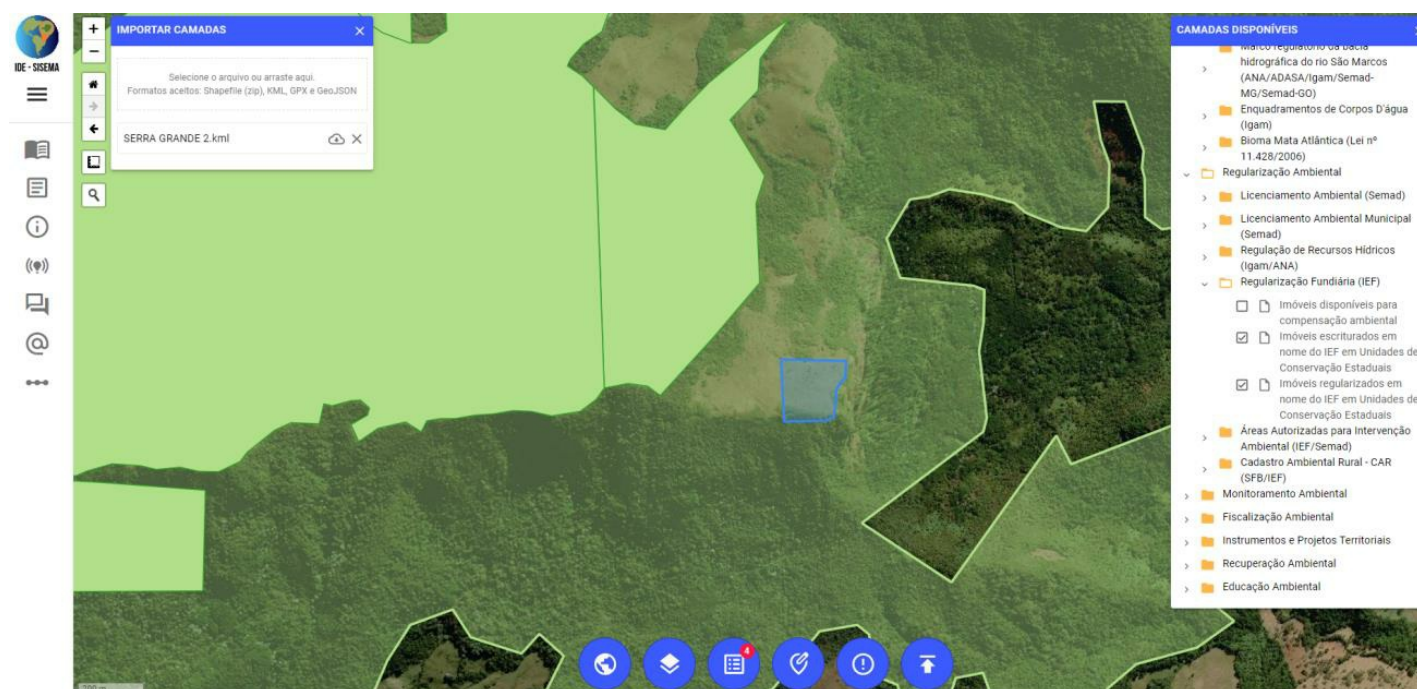 IDE - SISEMA
+
−
IMPORTAR CAMADAS
Selecione o arquivo ou arraste aqui.
Formatos aceitos: Shapefile (zip), KML, GPX e GeoJSON
SERRA GRANDE 2.kml
4
CAMADAS DISPONÍVEIS
Marco regulatório da bacia
hidrográfica do rio São Marcos
(ANA/ADASA/Igam/Semad-
MG/Semad-GO)
Enquadramentos de Corpos D'água
(Igam)
Bioma Mata Atlântica (Lei nº
11.428/2006)
Regularização Ambiental
Licenciamento Ambiental (Semad)
Licenciamento Ambiental Municipal
(Semad)
Regulação de Recursos Hídricos
(Igam/ANA)
Regularização Fundiária (IEF)
Imóveis disponíveis para
compensação ambiental
Imóveis escriturados em
nome do IEF em Unidades de
Conservação Estaduais
Imóveis regularizados em
nome do IEF em Unidades de
Conservação Estaduais
Áreas Autorizadas para Intervenção
Ambiental (IEF/Semad)
Cadastro Ambiental Rural - CAR
(SFB/IEF)
Monitoramento Ambiental
Fiscalização Ambiental
Instrumentos e Projetos Territoriais
Recuperação Ambiental
Educação Ambiental